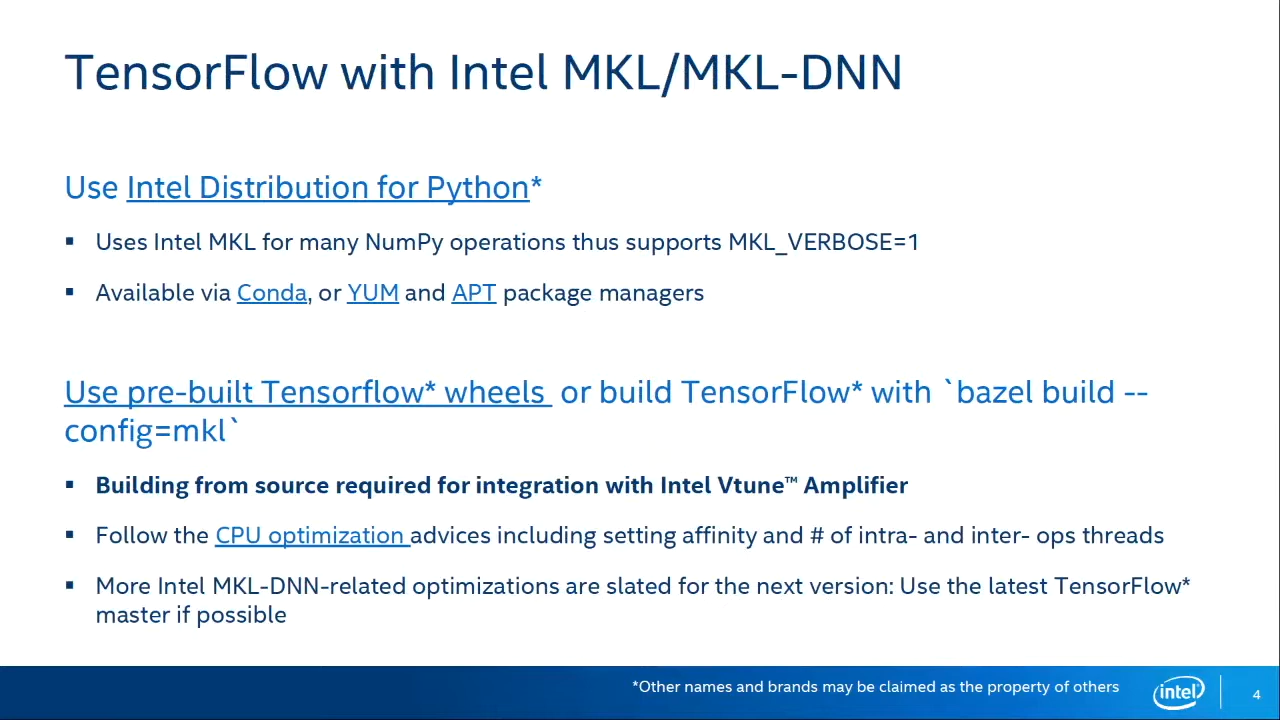 TensorFlow with Intel MKL/MKL-DNN
Use Intel Distribution for Python*
▪ Uses Intel MKL for many NumPy operations thus supports MKL_VERBOSE=1
▪ Available via Conda, or YUM and APT package managers
Use pre-built Tensorflow* wheels or build TensorFlow* with `bazel build --
config=mkl`
▪ Building from source required for integration with Intel Vtune™ Amplifier
▪ Follow the CPU optimization advices including setting affinity and # of intra- and inter- ops threads
▪ More Intel MKL-DNN-related optimizations are slated for the next version: Use the latest TensorFlow*
master if possible
*Other names and brands may be claimed as the property of others
intel
4